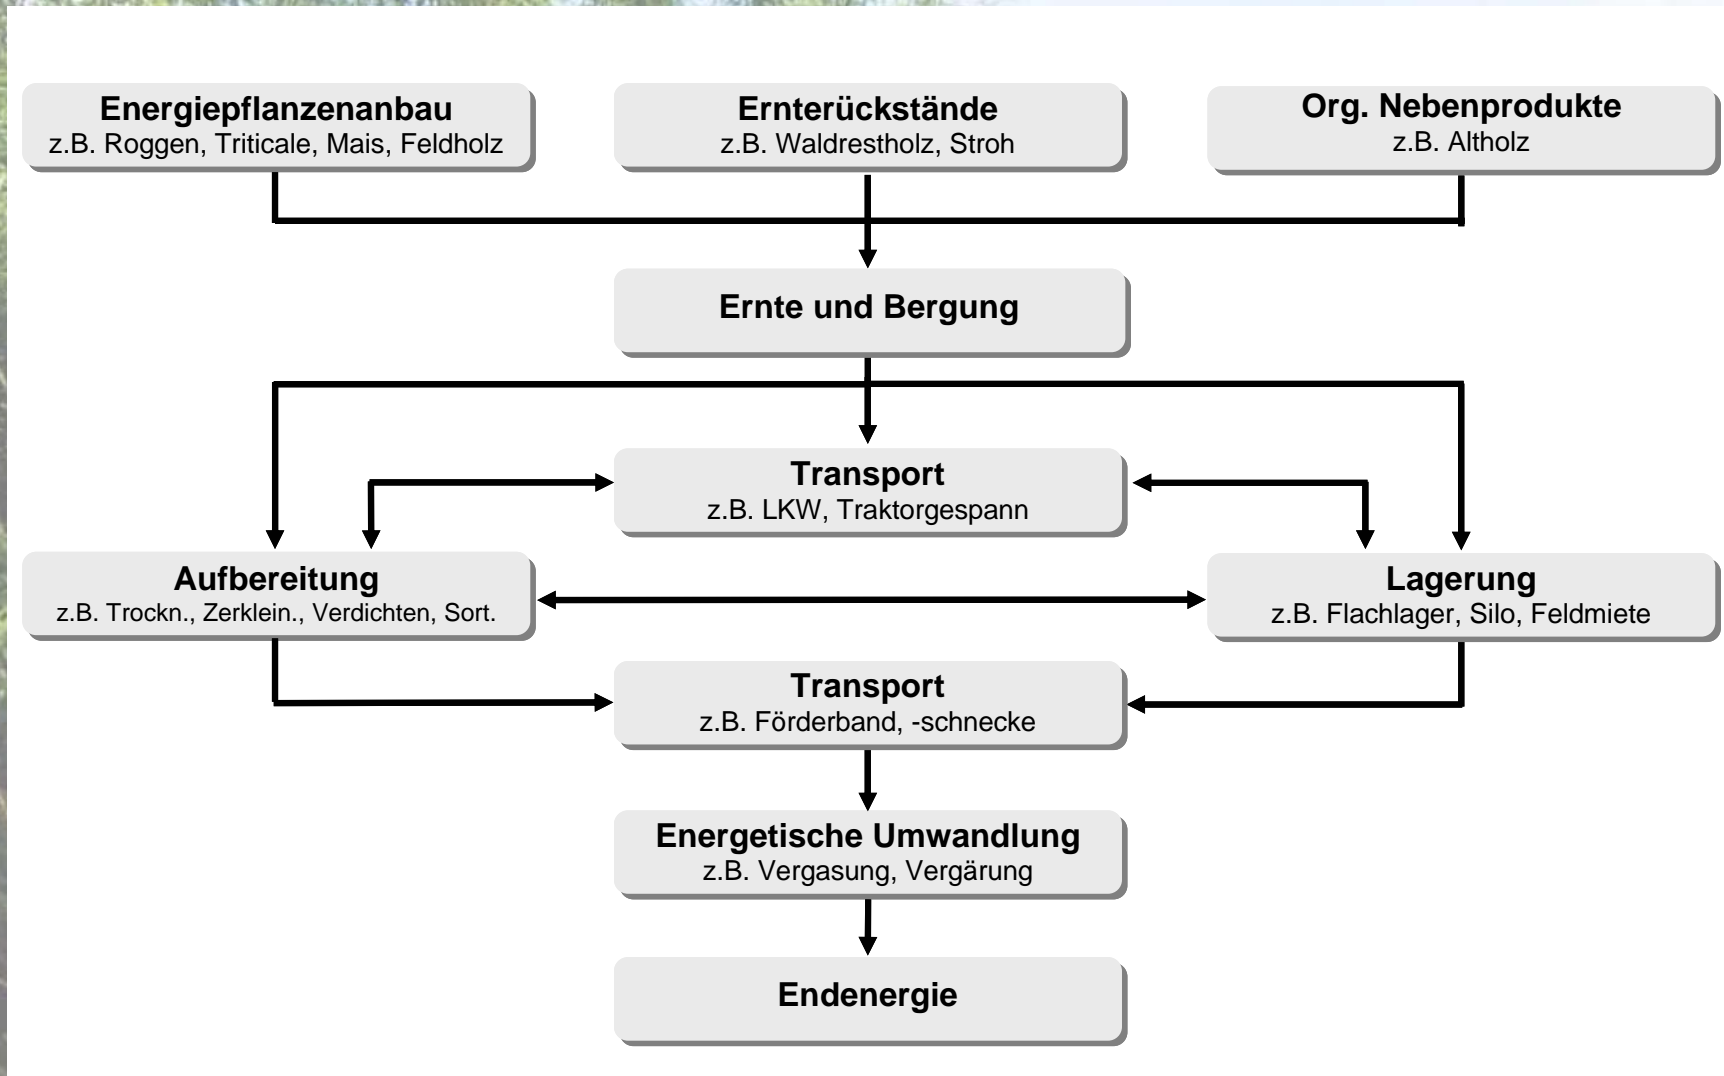 Energiepflanzenanbau
z.B. Roggen, Triticale, Mais, Feldholz
Ernterückstände
z.B. Waldrestholz, Stroh
Org. Nebenprodukte
z.B. Altholz
Ernte und Bergung
Transport
z.B. LKW, Traktorgespann
Aufbereitung
z.B. Trockn., Zerklein., Verdichten, Sort.
Lagerung
z.B. Flachlager, Silo, Feldmiete
Transport
z.B. Förderband, -schnecke
Energetische Umwandlung
z.B. Vergasung, Vergärung
Endenergie